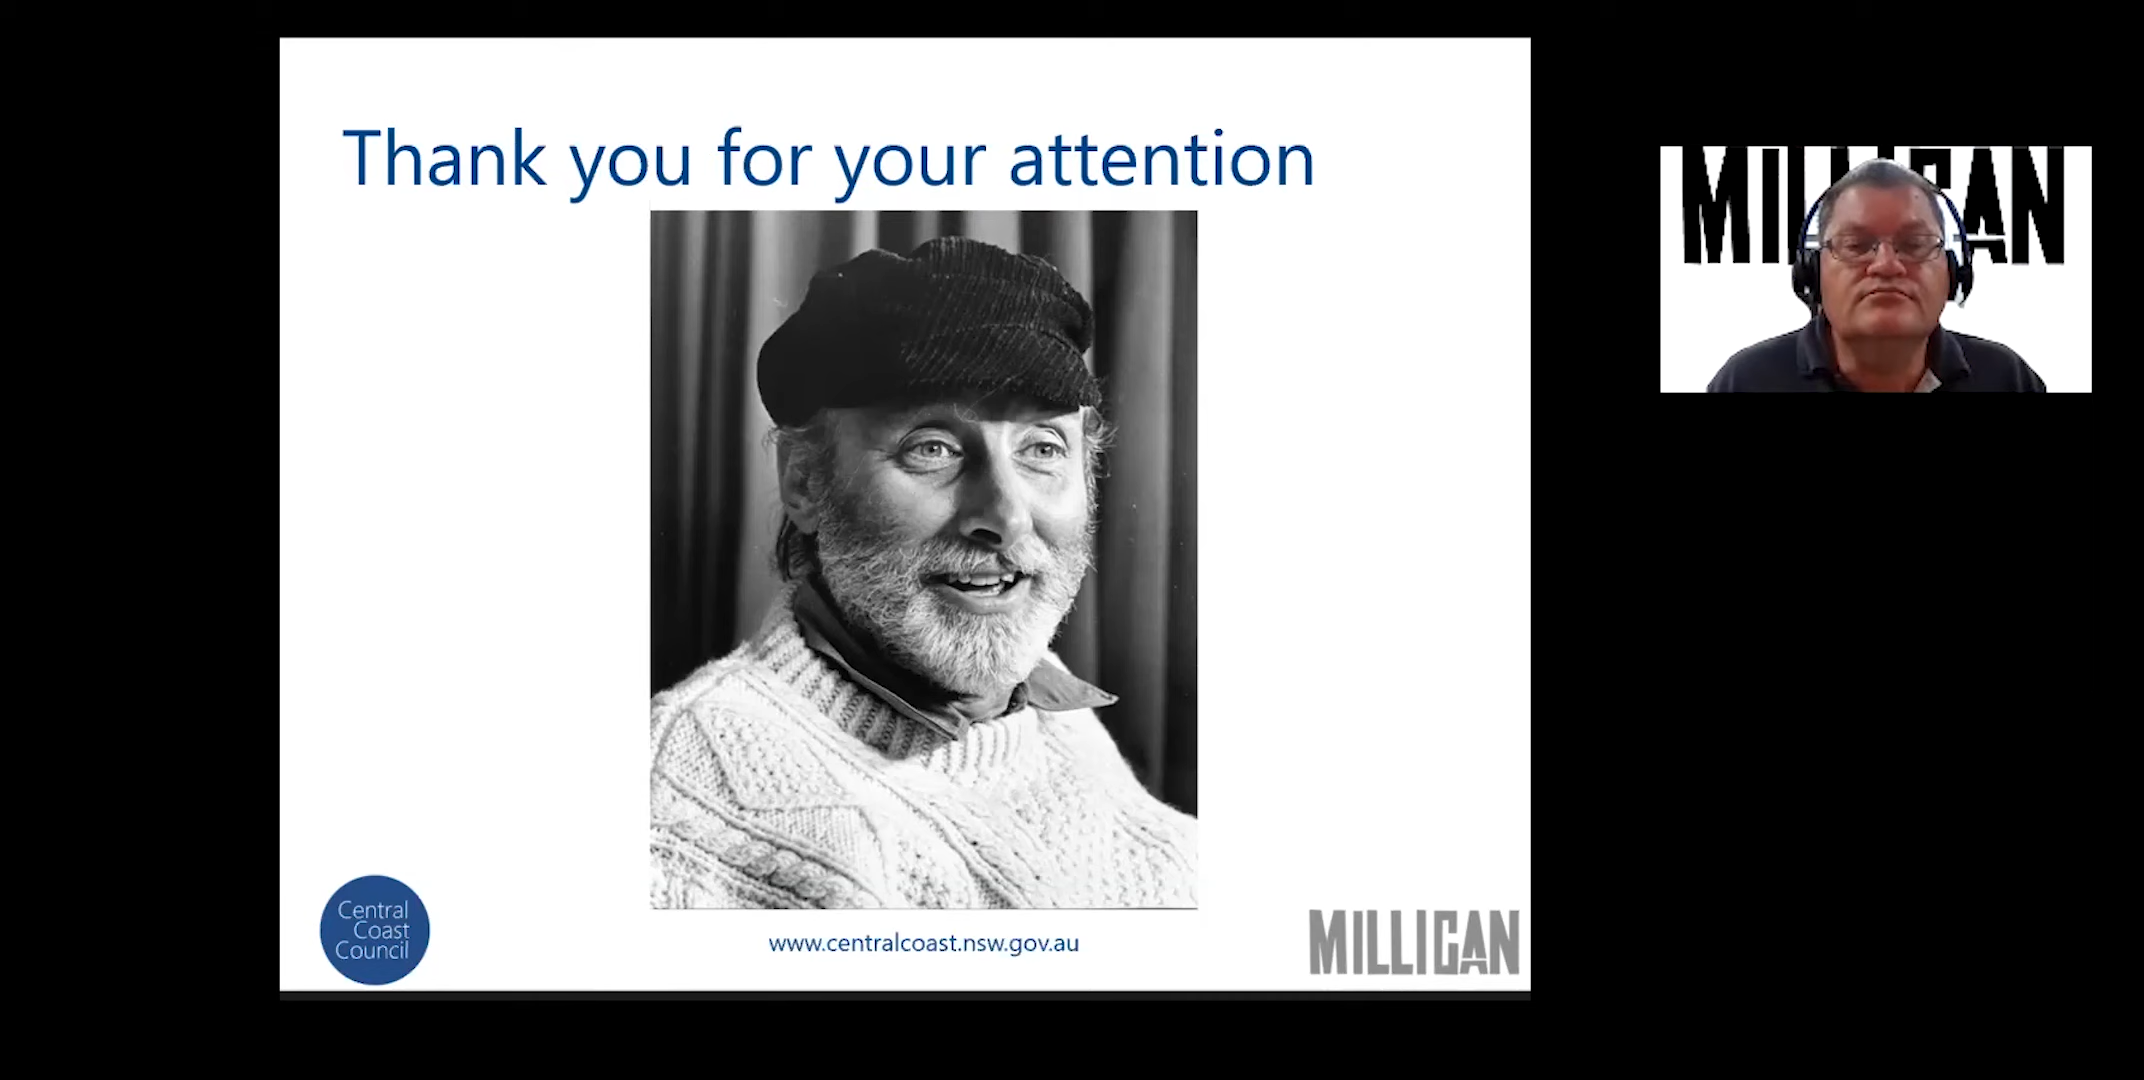 Thank you for your attention
Central
Coast
Council
www.centralcoast.nsw.gov.au
MILLIGAN
MILLIGAN